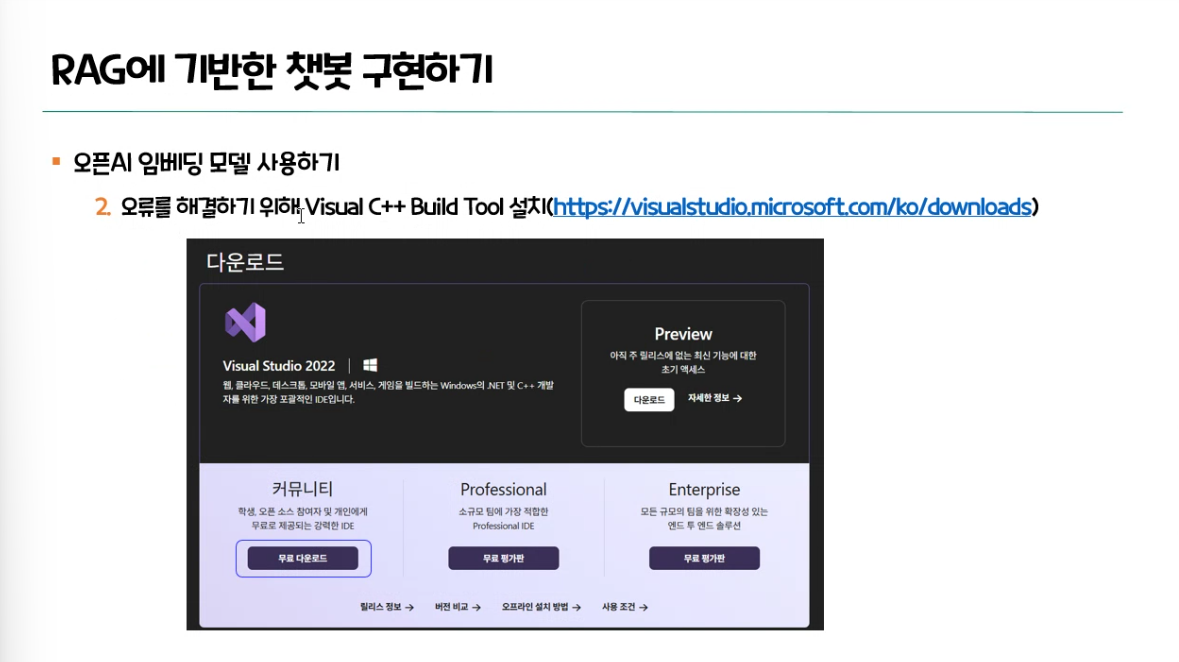 RAG에 기반한 챗봇 구현하기
오픈AI 임베딩 모델 사용하기
2. 오류를 해결하기 위해 Visual C++ Build Tool 설치(https://visualstudio.microsoft.com/ko/downloads)
다운로드
Visual Studio 2022
웹, 클라우드, 데스크톱, 모바일 앱, 서비스, 게임을 빌드하는 Windows의 .NET 및 C++ 개발
자를 위한 가장 포괄적인 IDE입니다.
Preview
아직 주 릴리스에 없는 최신 기능에 대한
초기 액세스
다운로드 자세한 정보 →
커뮤니티
학생, 오픈 소스 참여자 및 개인에게
무료로 제공되는 강력한 IDE
무료 다운로드
Professional
소규모 팀에 가장 적합한
Professional IDE
무료 평가판
Enterprise
모든 규모의 팀을 위한 확장성 있는
엔드 투 엔드 솔루션
무료 평가판
릴리스 정보 → 버전 비교 → 오프라인 설치 방법 → 사용 조건 →